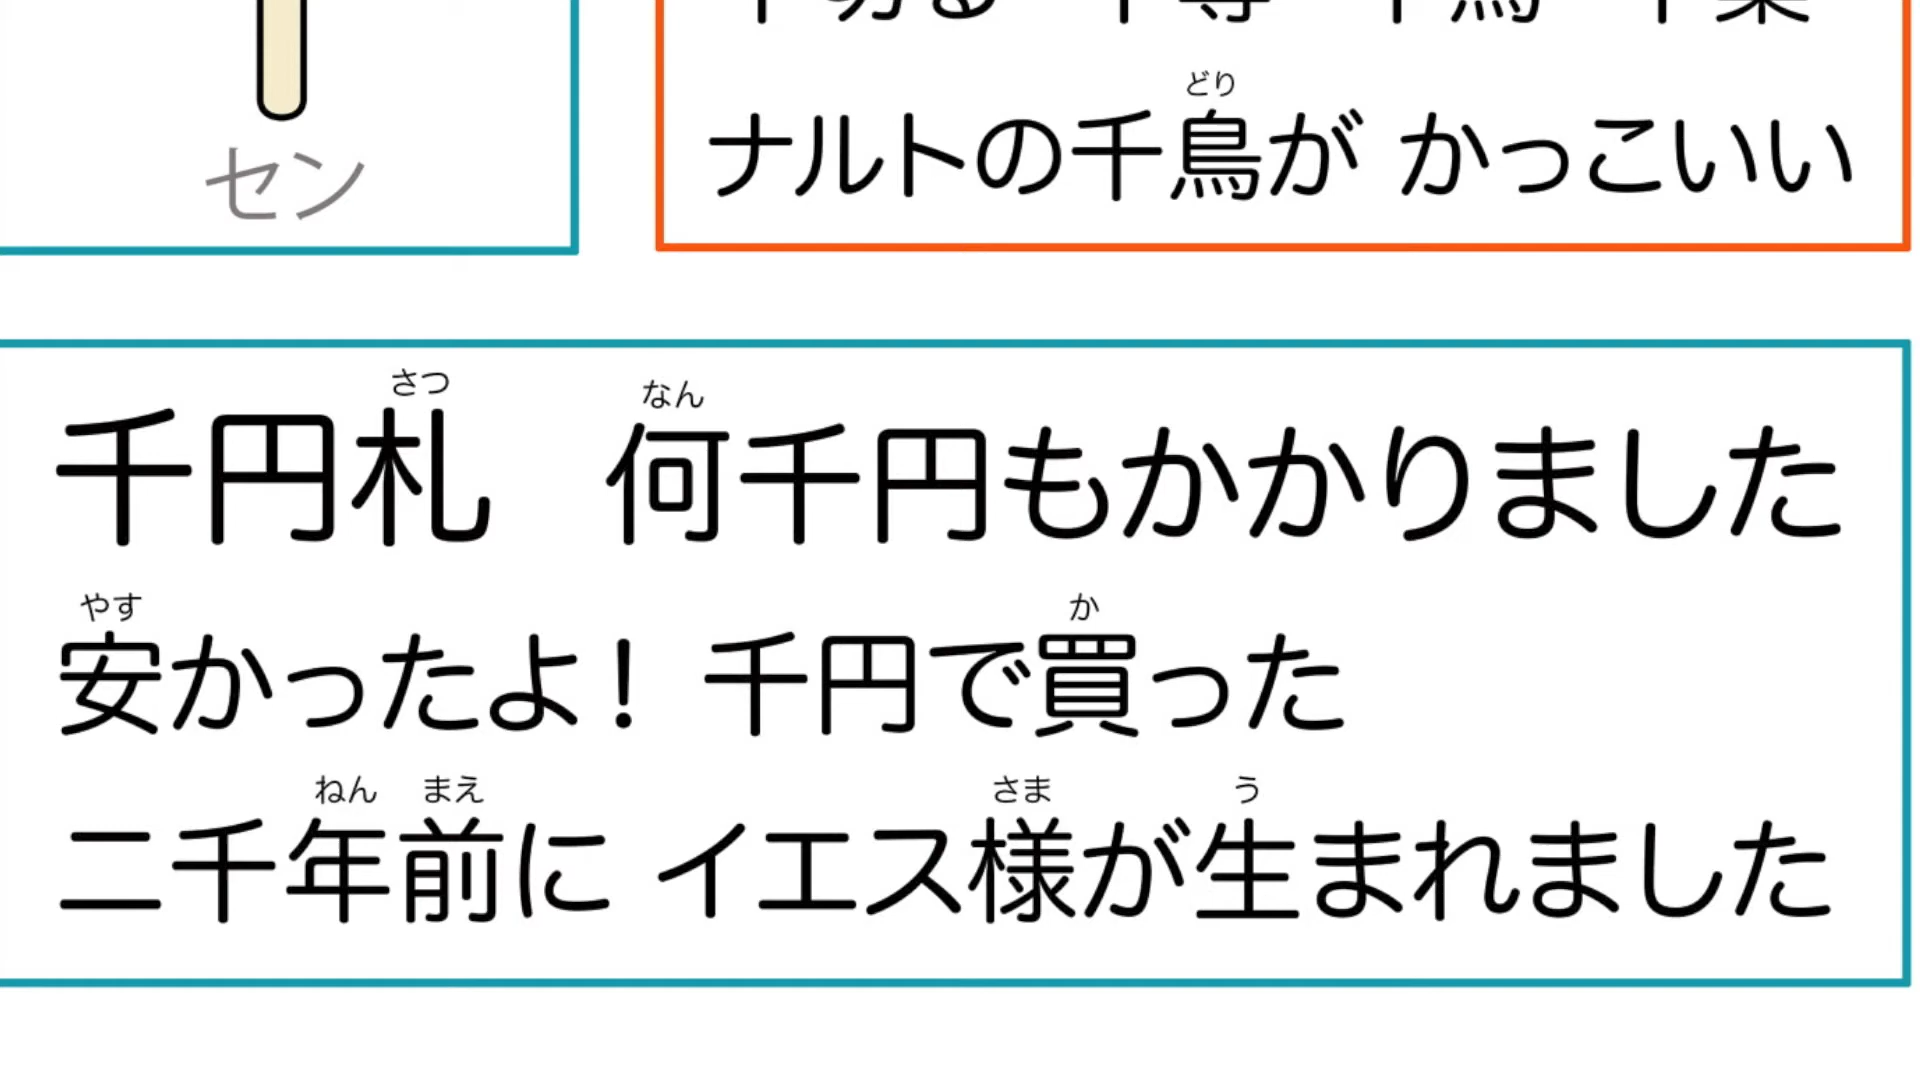 どり
ナルトの千鳥が かっこいい
セン
さつ なん
千円札 何千円もかかりました
やす か
安かったよ! 千円で買った
ねん まえ さま う
二千年前に イエス様が生まれました